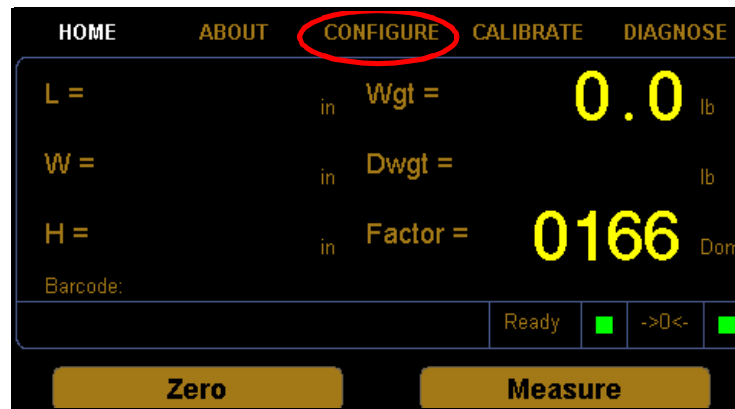 HOME ABOUT CONFIGURE CALIBRATE DIAGNOSE
L = in Wgt = 0.0 lb
W = in Dwgt = lb
H = in Factor = 0166 Dom
Barcode:
Ready ->0<-
Zero Measure